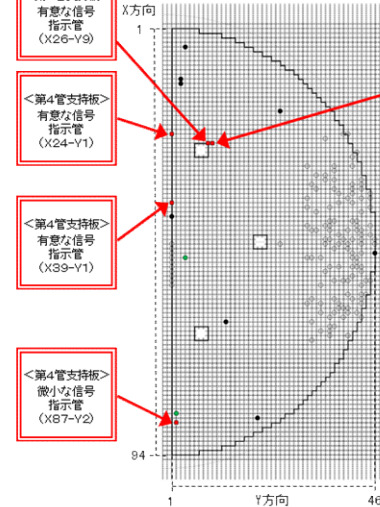 X方向
有意な信号
指示管
(X26-Y9)
1
<第4管支持板>
有意な信号
指示管
(X24-Y1)
<第4管支持板>
有意な信号
指示管
(X39-Y1)
<第4管支持板>
微小な信号
指示管
(X87-Y2)
94
1
Y方向
46